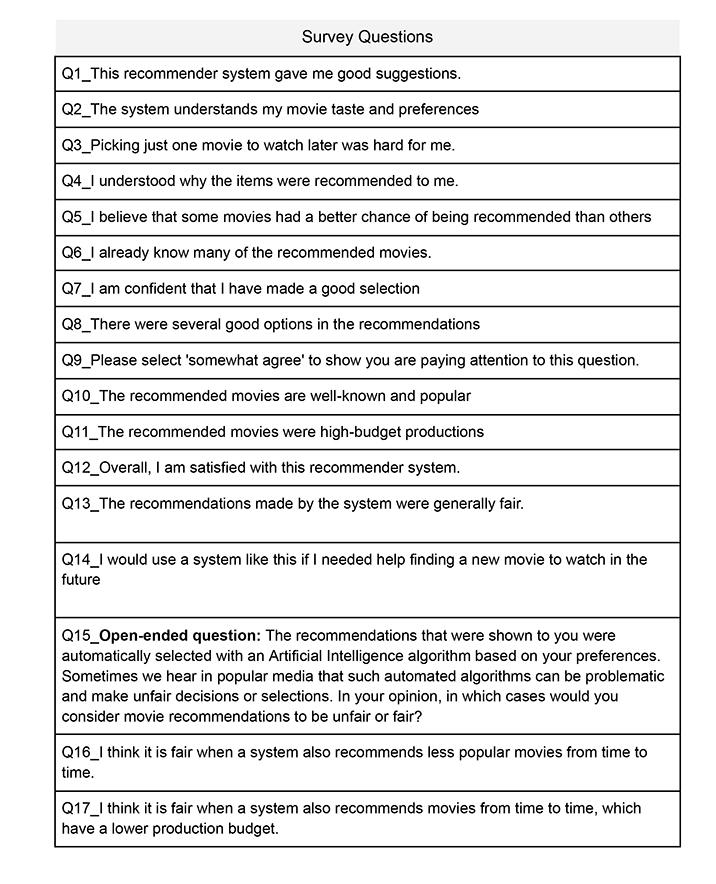 Survey Questions
Q1_This recommender system gave me good suggestions.
Q2_The system understands my movie taste and preferences
Q3_Picking just one movie to watch later was hard for me.
Q4_I understood why the items were recommended to me.
Q5_I believe that some movies had a better chance of being recommended than others
Q6_I already know many of the recommended movies.
Q7_I am confident that I have made a good selection
Q8_There were several good options in the recommendations
Q9_Please select 'somewhat agree' to show you are paying attention to this question.
Q10_The recommended movies are well-known and popular
Q11_The recommended movies were high-budget productions
Q12_Overall, I am satisfied with this recommender system.
Q13_The recommendations made by the system were generally fair.
Q14_I would use a system like this if I needed help finding a new movie to watch in the
future
Q15_Open-ended question: The recommendations that were shown to you were
automatically selected with an Artificial Intelligence algorithm based on your preferences.
Sometimes we hear in popular media that such automated algorithms can be problematic
and make unfair decisions or selections. In your opinion, in which cases would you
consider movie recommendations to be unfair or fair?
Q16_I think it is fair when a system also recommends less popular movies from time to
time.
Q17_I think it is fair when a system also recommends movies from time to time, which
have a lower production budget.